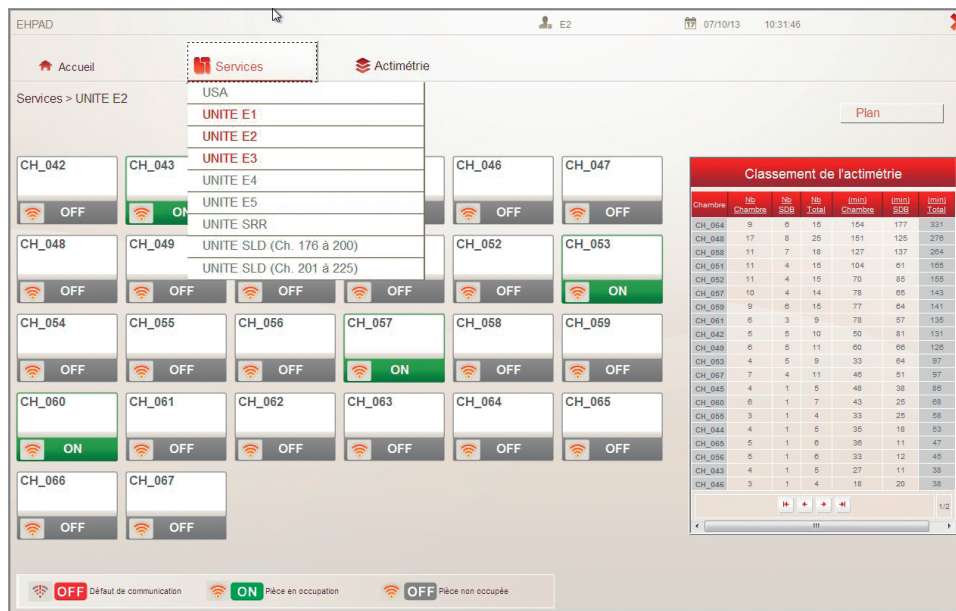 EHPAD E2 17 07/10/13 10:31:46
Accueil Services Actimétrie
Services > UNITE E2
USA
UNITE E1
UNITE E2
UNITE E3
UNITE E4
UNITE E5
UNITE SRR
UNITE SLD (Ch. 176 à 200)
UNITE SLD (Ch. 201 à 225)
Plan
CH_042 CH_043 CH_046 CH_047
OFF ON OFF OFF
CH_048 CH_049 CH_052 CH_053
OFF OFF OFF OFF OFF ON
CH_054 CH_055 CH_056 CH_057 CH_058 CH_059
OFF OFF OFF ON OFF OFF
CH_060 CH_061 CH_062 CH_063 CH_064 CH_065
ON OFF OFF OFF OFF OFF
CH_066 CH_067
OFF OFF
Classement de l'actimétrie
Chambre Nb Chambre Nb SDB Nb Total (min) Chambre (min) SDB (min) Total
CH_064 9 6 15 154 177 331
CH_048 17 8 25 151 125 276
CH_058 11 7 18 127 137 264
CH_051 11 4 15 104 61 165
CH_052 11 4 15 70 85 155
CH_057 10 4 14 78 65 143
CH_059 9 6 15 77 64 141
CH_061 6 3 9 78 57 135
CH_042 5 5 10 50 81 131
CH_049 6 5 11 60 66 126
CH_053 4 5 9 33 64 97
CH_067 7 4 11 46 51 97
CH_045 4 1 5 48 38 86
CH_060 6 1 7 43 25 68
CH_055 3 1 4 33 25 58
CH_044 4 1 5 35 18 53
CH_065 5 1 6 36 11 47
CH_056 5 1 6 33 12 45
CH_043 4 1 5 27 11 38
CH_046 3 1 4 18 20 38
1/2
OFF Défaut de communication ON Pièce en occupation OFF Pièce non occupée